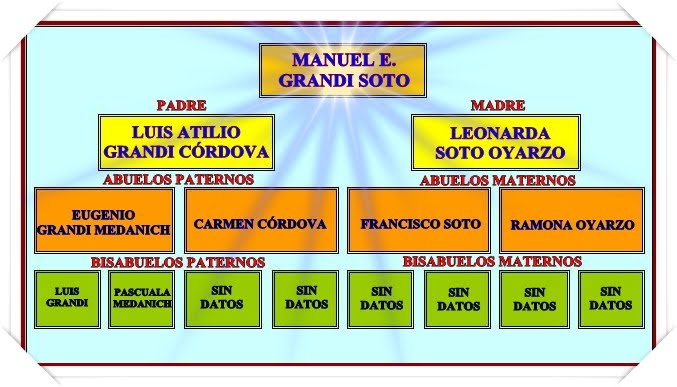 MANUEL E.
GRANDI SOTO
PADRE
MADRE
LUIS ATILIO
GRANDI CÓRDOVA
LEONARDA
SOTO OYARZO
ABUELOS PATERNOS
ABUELOS MATERNOS
EUGENIO
GRANDI MEDANICH
CARMEN CÓRDOVA
FRANCISCO SOTO
RAMONA OYARZO
BISABUELOS PATERNOS
BISABUELOS MATERNOS
LUIS
GRANDI
PASCUALA
MEDANICH
SIN
DATOS
SIN
DATOS
SIN
DATOS
SIN
DATOS
SIN
DATOS
SIN
DATOS